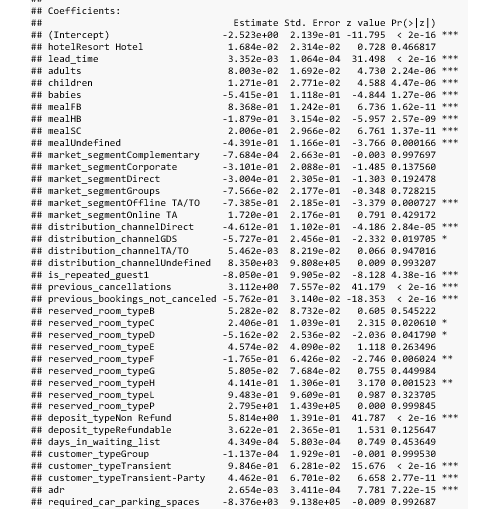 ## Coefficients:
## Estimate Std. Error z value Pr(>|z|)
## (Intercept) -2.523e+00 2.139e-01 -11.795 < 2e-16 ***
## hotelResort Hotel 1.684e-02 2.314e-02 0.728 0.466817
## lead_time 3.352e-03 1.064e-04 31.498 < 2e-16 ***
## adults 8.003e-02 1.692e-02 4.730 2.24e-06 ***
## children 1.271e-01 2.771e-02 4.588 4.47e-06 ***
## babies -5.415e-01 1.118e-01 -4.844 1.27e-06 ***
## mealFB 8.368e-01 1.242e-01 6.736 1.62e-11 ***
## mealHB -1.879e-01 3.154e-02 -5.957 2.57e-09 ***
## mealSC 2.006e-01 2.966e-02 6.761 1.37e-11 ***
## mealUndefined -4.391e-01 1.166e-01 -3.766 0.000166 ***
## market_segmentComplementary -7.684e-04 2.663e-01 -0.003 0.997697
## market_segmentCorporate -3.101e-01 2.088e-01 -1.485 0.137560
## market_segmentDirect -3.004e-01 2.305e-01 -1.303 0.192478
## market_segmentGroups -7.566e-02 2.177e-01 -0.348 0.728215
## market_segmentOffline TA/TO -7.385e-01 2.185e-01 -3.379 0.000727 ***
## market_segmentOnline TA 1.720e-01 2.176e-01 0.791 0.429172
## distribution_channelDirect -4.612e-01 1.102e-01 -4.186 2.84e-05 ***
## distribution_channelGDS -5.727e-01 2.456e-01 -2.332 0.019705 *
## distribution_channelTA/TO 5.462e-03 8.219e-02 0.066 0.947016
## distribution_channelUndefined 8.350e+03 9.808e+05 0.009 0.993207
## is_repeated_guest1 -8.050e-01 9.905e-02 -8.128 4.38e-16 ***
## previous_cancellations 3.112e+00 7.557e-02 41.179 < 2e-16 ***
## previous_bookings_not_canceled -5.762e-01 3.140e-02 -18.353 < 2e-16 ***
## reserved_room_typeB 5.282e-02 8.732e-02 0.605 0.545222
## reserved_room_typeC 2.406e-01 1.039e-01 2.315 0.020610 *
## reserved_room_typeD -5.162e-02 2.536e-02 -2.036 0.041790 *
## reserved_room_typeE 4.574e-02 4.090e-02 1.118 0.263496
## reserved_room_typeF -1.765e-01 6.426e-02 -2.746 0.006024 **
## reserved_room_typeG 5.805e-02 7.684e-02 0.755 0.449984
## reserved_room_typeH 4.141e-01 1.306e-01 3.170 0.001523 **
## reserved_room_typeL 9.483e-01 9.609e-01 0.987 0.323705
## reserved_room_typeP 2.795e+01 1.439e+05 0.000 0.999845
## deposit_typeNon Refund 5.814e+00 1.391e-01 41.787 < 2e-16 ***
## deposit_typeRefundable 3.622e-01 2.365e-01 1.531 0.125647
## days_in_waiting_list 4.349e-04 5.803e-04 0.749 0.453649
## customer_typeGroup -1.137e-04 1.929e-01 -0.001 0.999530
## customer_typeTransient 9.846e-01 6.281e-02 15.676 < 2e-16 ***
## customer_typeTransient-Party 4.462e-01 6.701e-02 6.658 2.77e-11 ***
## adr 2.654e-03 3.411e-04 7.781 7.22e-15 ***
## required_car_parking_spaces -8.376e+03 9.138e+05 -0.009 0.992687